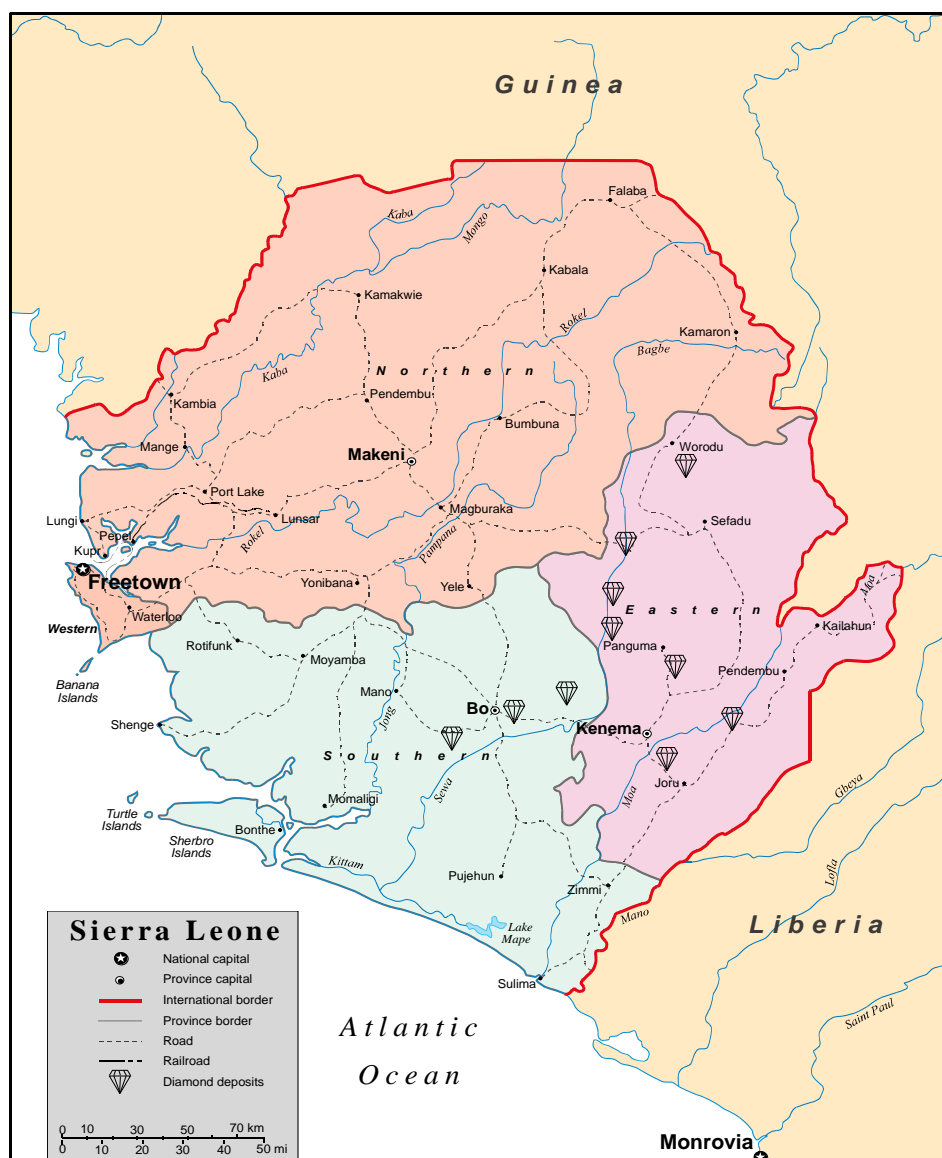 Guinea
Falaba
Kaba
Mongo
Kabala
Kamakwie
Rokel
Kamaron
Bagbe
Kaba
Northern
Kambia
Pendembu
Bumbuna
Mange
Worodu
Makeni
Port Lake
Magburaka
Lungi
Lunsar
Sefadu
Pepel
Rokel
Pampana
Kupr
Freetown
Yonibana
Yele
Moa
Waterloo
Eastern
Western
Kailahun
Rotifunk
Panguma
Moyamba
Pendembu
Banana
Islands
Mano
Bo
Shenge
Jong
Kenema
Southern
Sewa
Moa
Joru
Gbeya
Momaligi
Turtle
Islands
Bonthe
Sherbro
Islands
Kittam
Lofla
Pujehun
Zimmi
Mano
Lake
Mape
Liberia
Sulima
Saint Paul
Atlantic
Ocean
Monrovia
Sierra Leone
National capital
Province capital
International border
Province border
Road
Railroad
Diamond deposits
0 10 30 50 70 km
0 10 20 30 40 50 mi